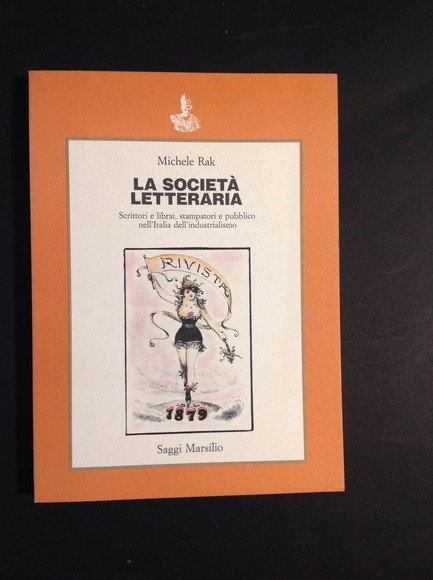 Michele Rak
LA SOCIETÀ
LETTERARIA
Scrittori e librai, stampatori e pubblico
nell'Italia dell'industrialismo
RIVISTA
1879
Saggi Marsilio